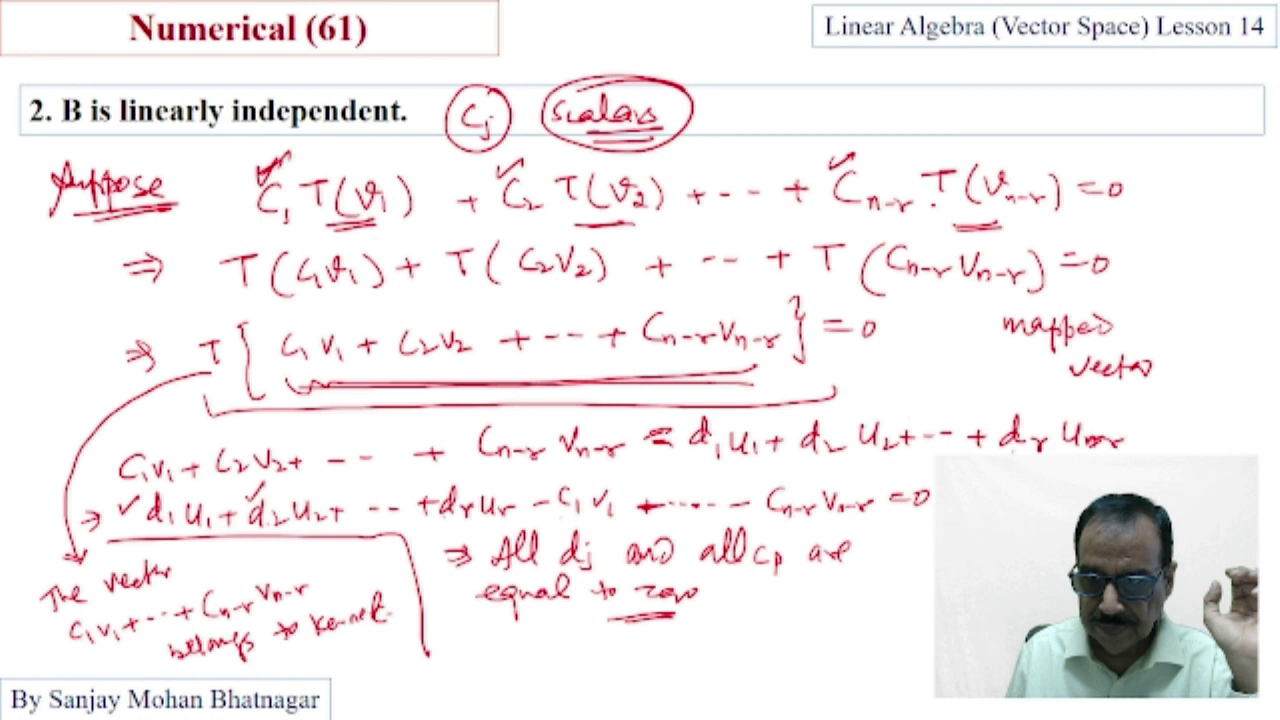 Numerical (61)
Linear Algebra (Vector Space) Lesson 14
2. B is linearly independent. Cj scalars
Suppose C₁ T(v₁) + C₂ T(v₂) + --- + Cn-r . T(vn-r) = 0
⇒ T(C₁v₁) + T(C₂v₂) + --- + T(Cn-r vn-r) = 0
⇒ T[C₁v₁ + C₂v₂ + --- + Cn-r vn-r} = 0
mapped
vector
C₁v₁ + C₂v₂ + --- + Cn-r vn-r = d₁u₁ + d₂ u₂ + --- + dr ur
⇒ d₁u₁ + d₂u₂ + --- + dr ur - C₁v₁ + ..... - Cn-r vn-r = 0
⇒ All dj and all cp are
equal to zero
The vector
C₁v₁ + --- + Cn-r vn-r
belongs to kernel.
By Sanjay Mohan Bhatnagar